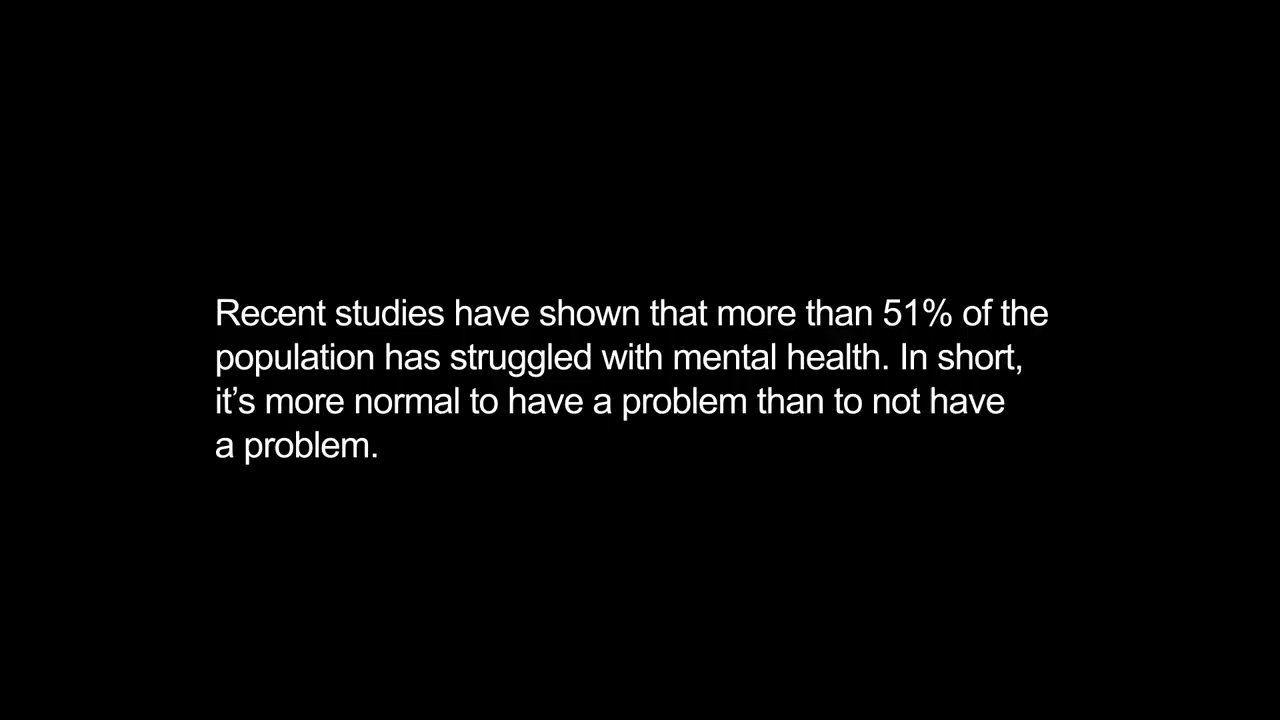 Recent studies have shown that more than 51% of the
population has struggled with mental health. In short,
it’s more normal to have a problem than to not have
a problem.